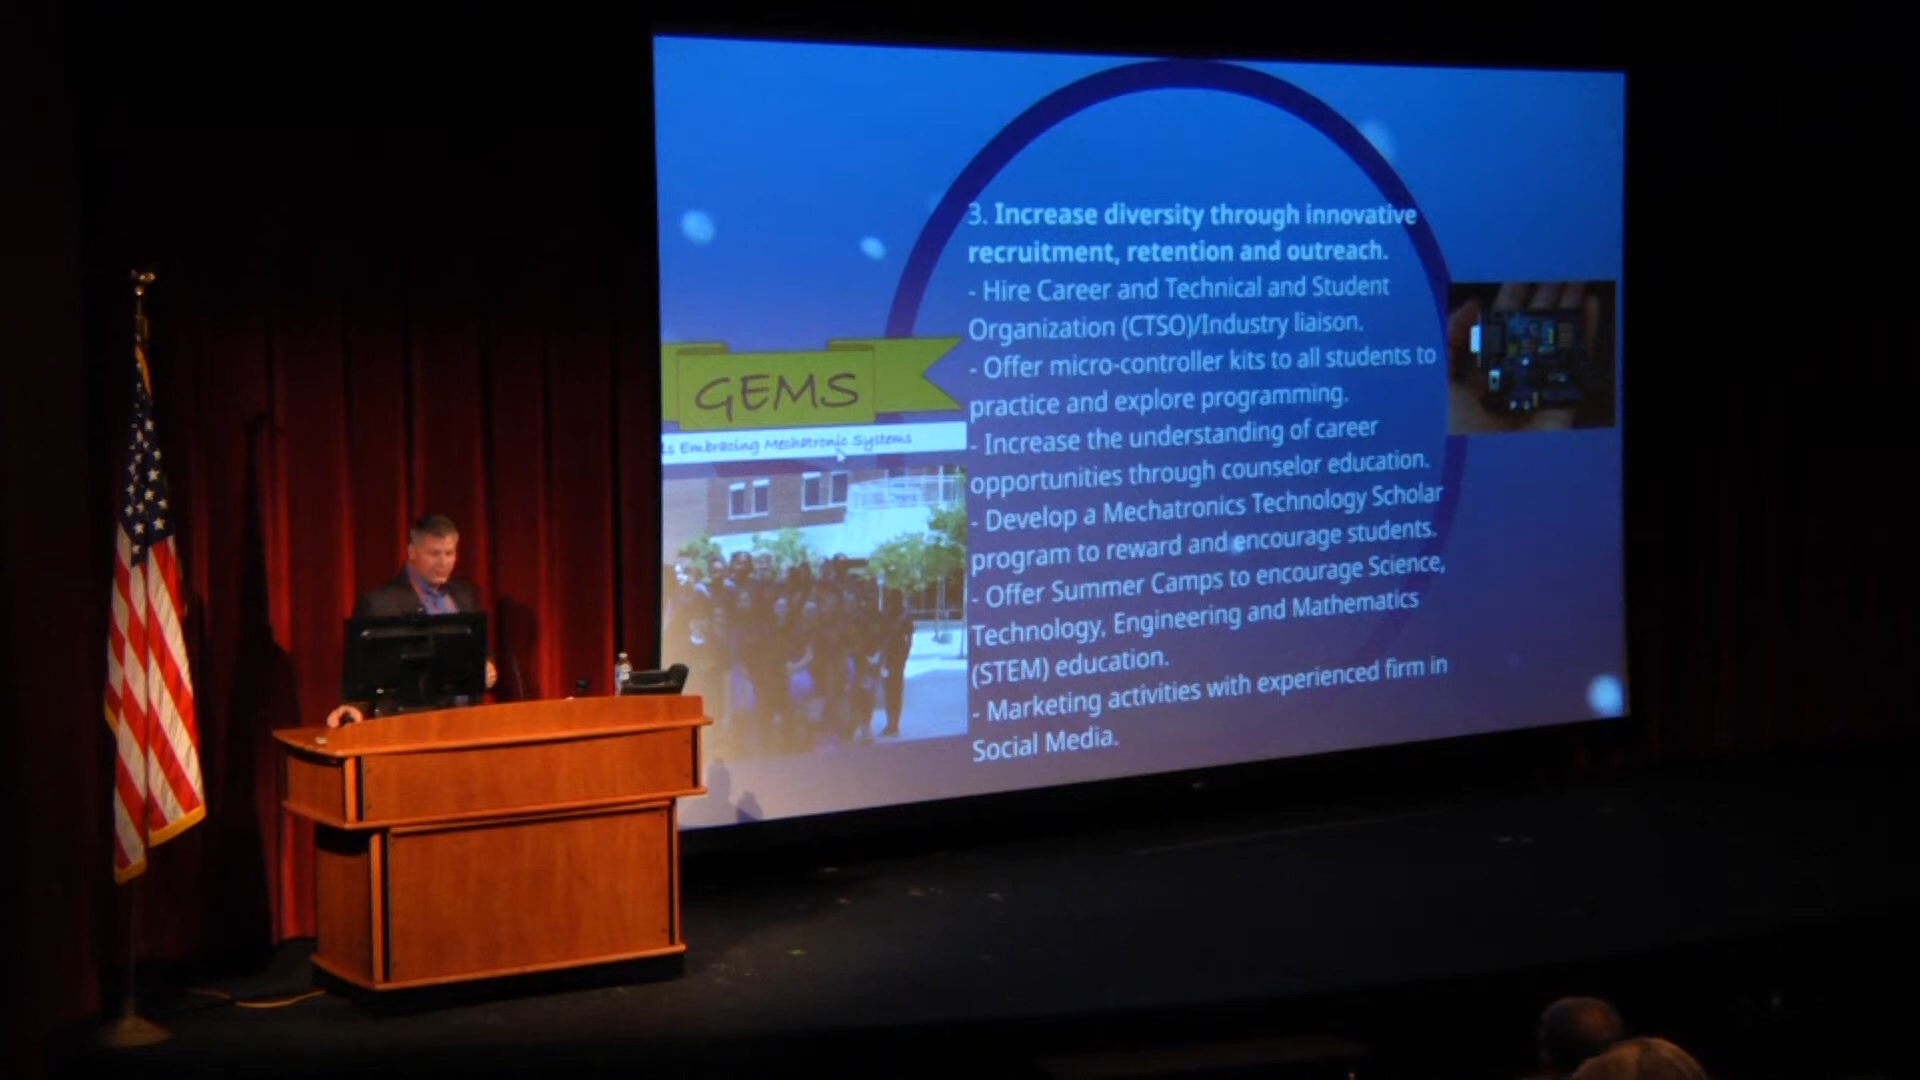 3. Increase diversity through innovative
recruitment, retention and outreach.
- Hire Career and Technical and Student
Organization (CTSO)/Industry liaison.
- Offer micro-controller kits to all students to
practice and explore programming.
- Increase the understanding of career
opportunities through counselor education.
- Develop a Mechatronics Technology Scholar
program to reward and encourage students.
- Offer Summer Camps to encourage Science,
Technology, Engineering and Mathematics
(STEM) education.
- Marketing activities with experienced firm in
Social Media.
GEMS
ls Embracing Mechatronic Systems